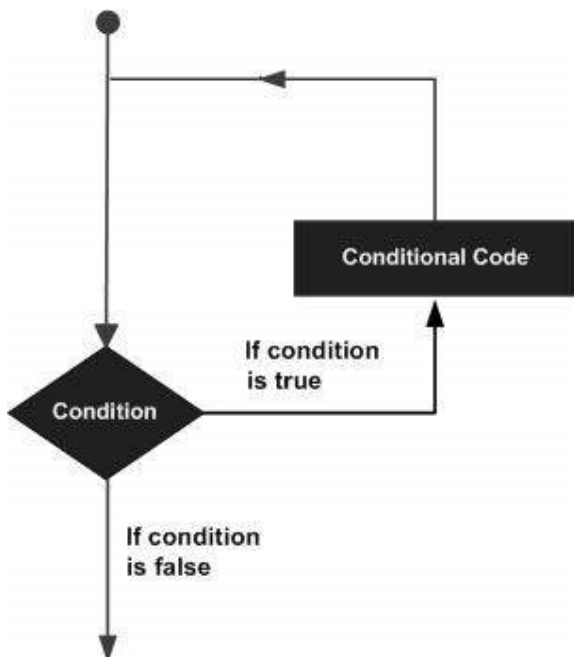 Conditional Code
If condition
is true
Condition
If condition
is false